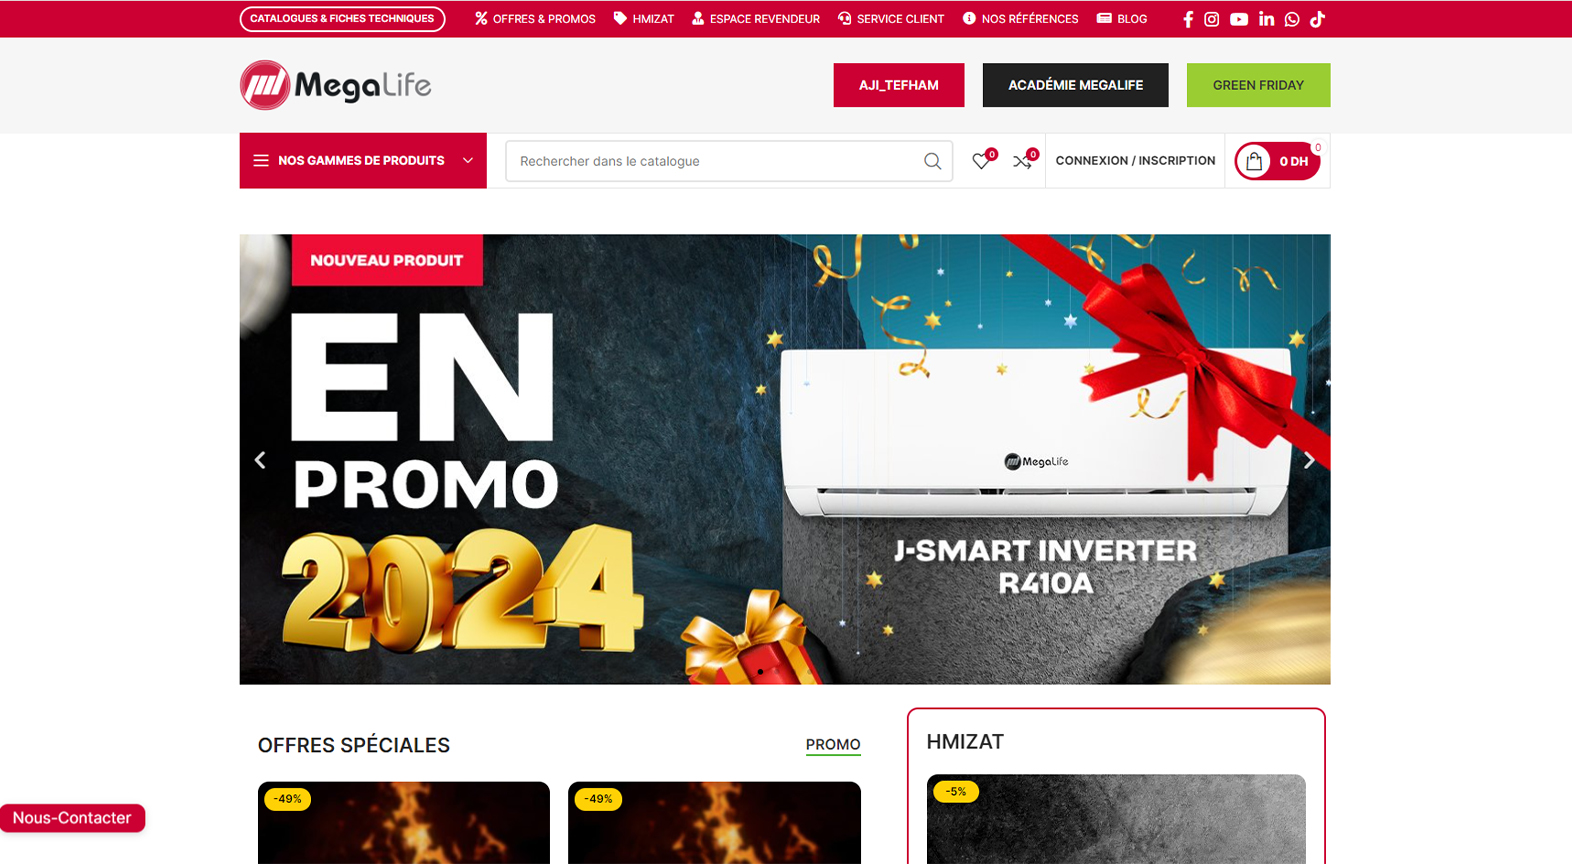 CATALOGUES & FICHES TECHNIQUES
OFFRES & PROMOS
HMIZAT
ESPACE REVENDEUR
SERVICE CLIENT
NOS RÉFÉRENCES
BLOG
MegaLife
AJI_TEFHAM
ACADÉMIE MEGALIFE
GREEN FRIDAY
NOS GAMMES DE PRODUITS
Rechercher dans le catalogue
0
0
CONNEXION / INSCRIPTION
0 DH
0
NOUVEAU PRODUIT
EN
PROMO
2024
MegaLife
J-SMART INVERTER
R410A
OFFRES SPÉCIALES
PROMO
HMIZAT
-49%
-49%
-5%
Nous-Contacter